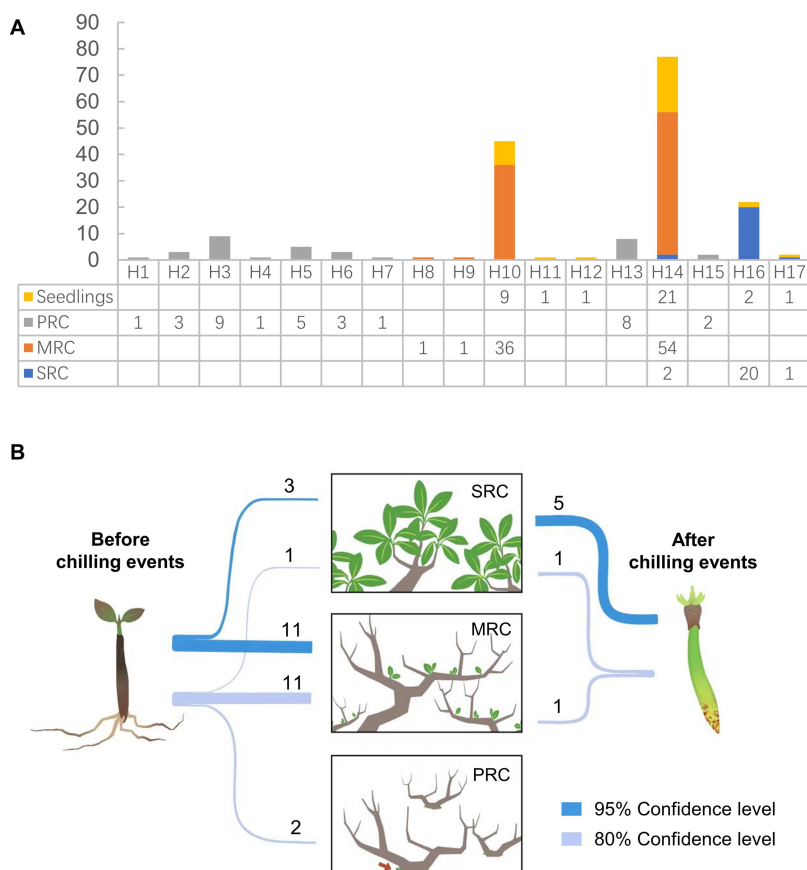 A
90
80
70
60
50
40
30
20
10
0
H1 H2 H3 H4 H5 H6 H7 H8 H9 H10 H11 H12 H13 H14 H15 H16 H17
Seedlings 9 1 1 21 2 1
PRC 1 3 9 1 5 3 1 8 2
MRC 1 1 36 54
SRC 2 20 1
B
Before
chilling events
3
1
11
11
2
SRC
MRC
PRC
5
1
1
After
chilling events
95% Confidence level
80% Confidence level